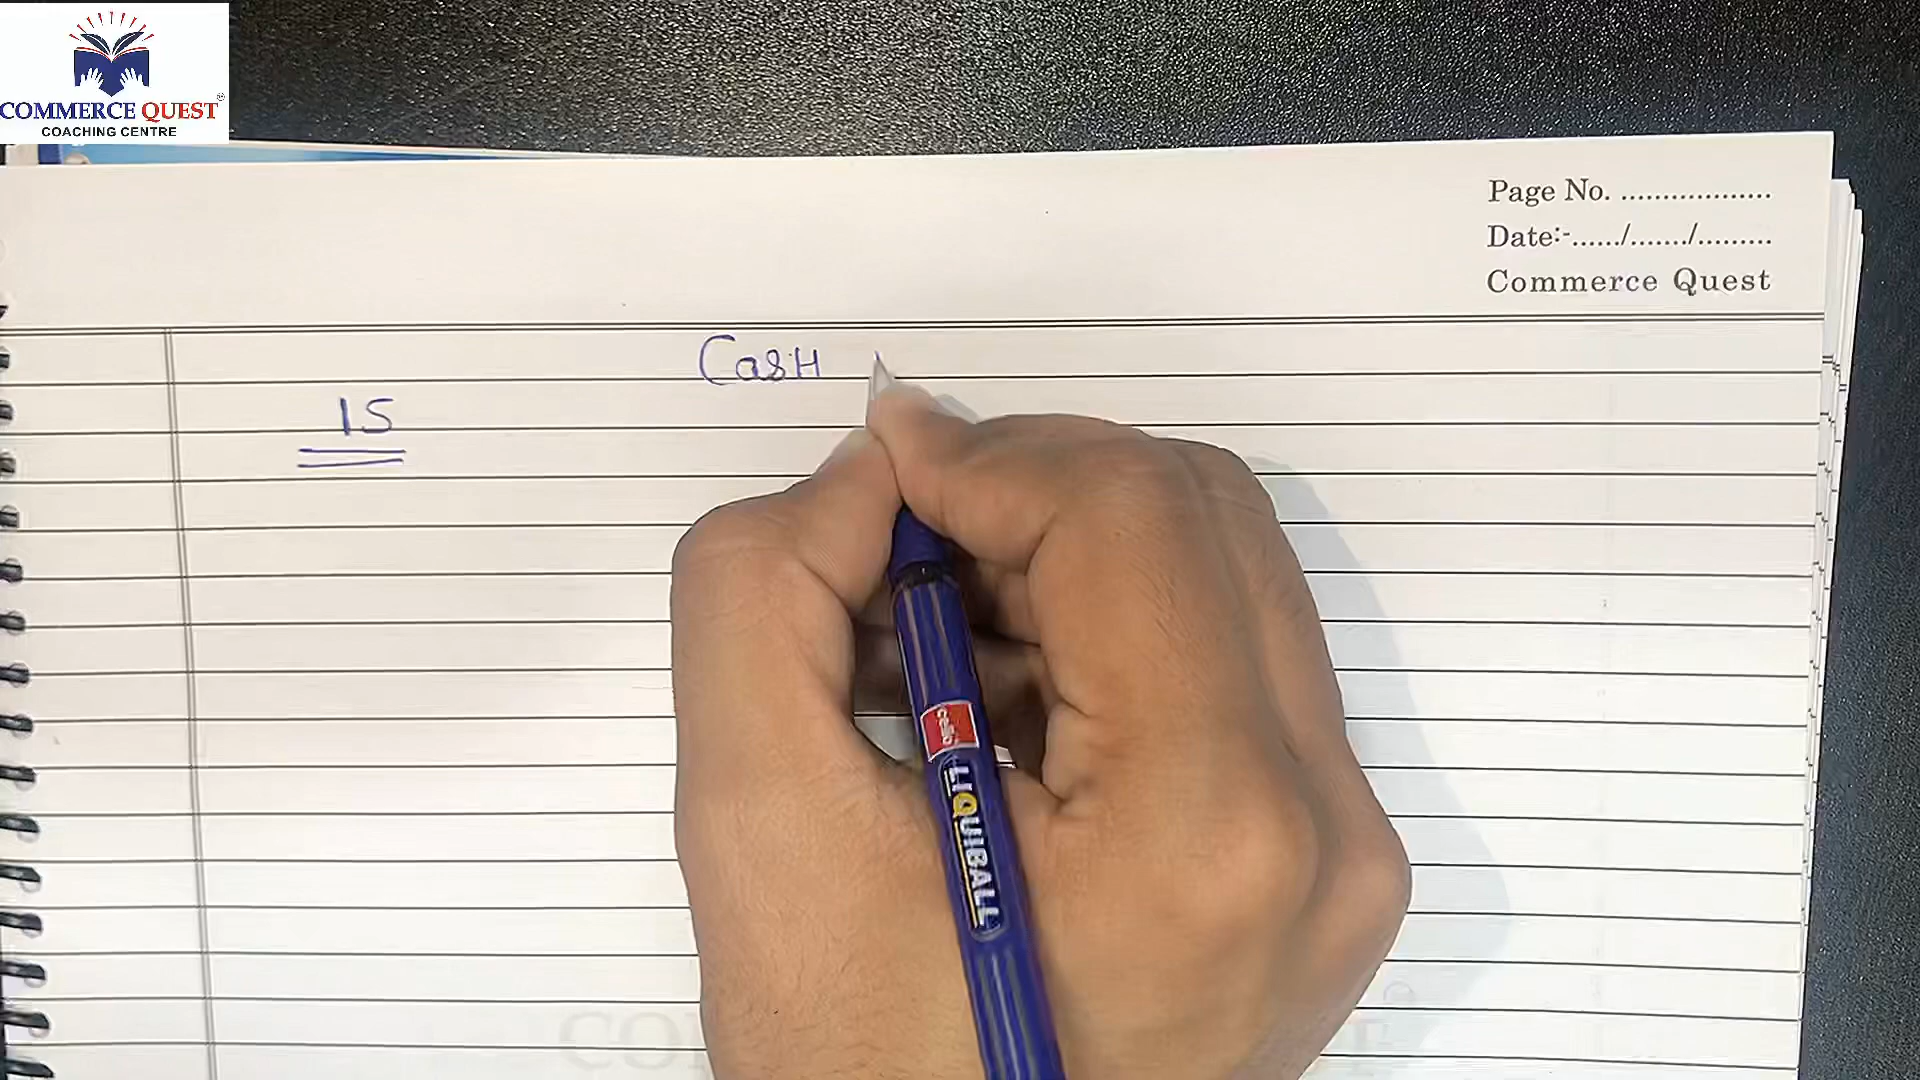 COMMERCE QUEST
COACHING CENTRE
Page No. ..................
Date:-....../......./.........
Commerce Quest
CasH
15
cello
LIQUIBALL